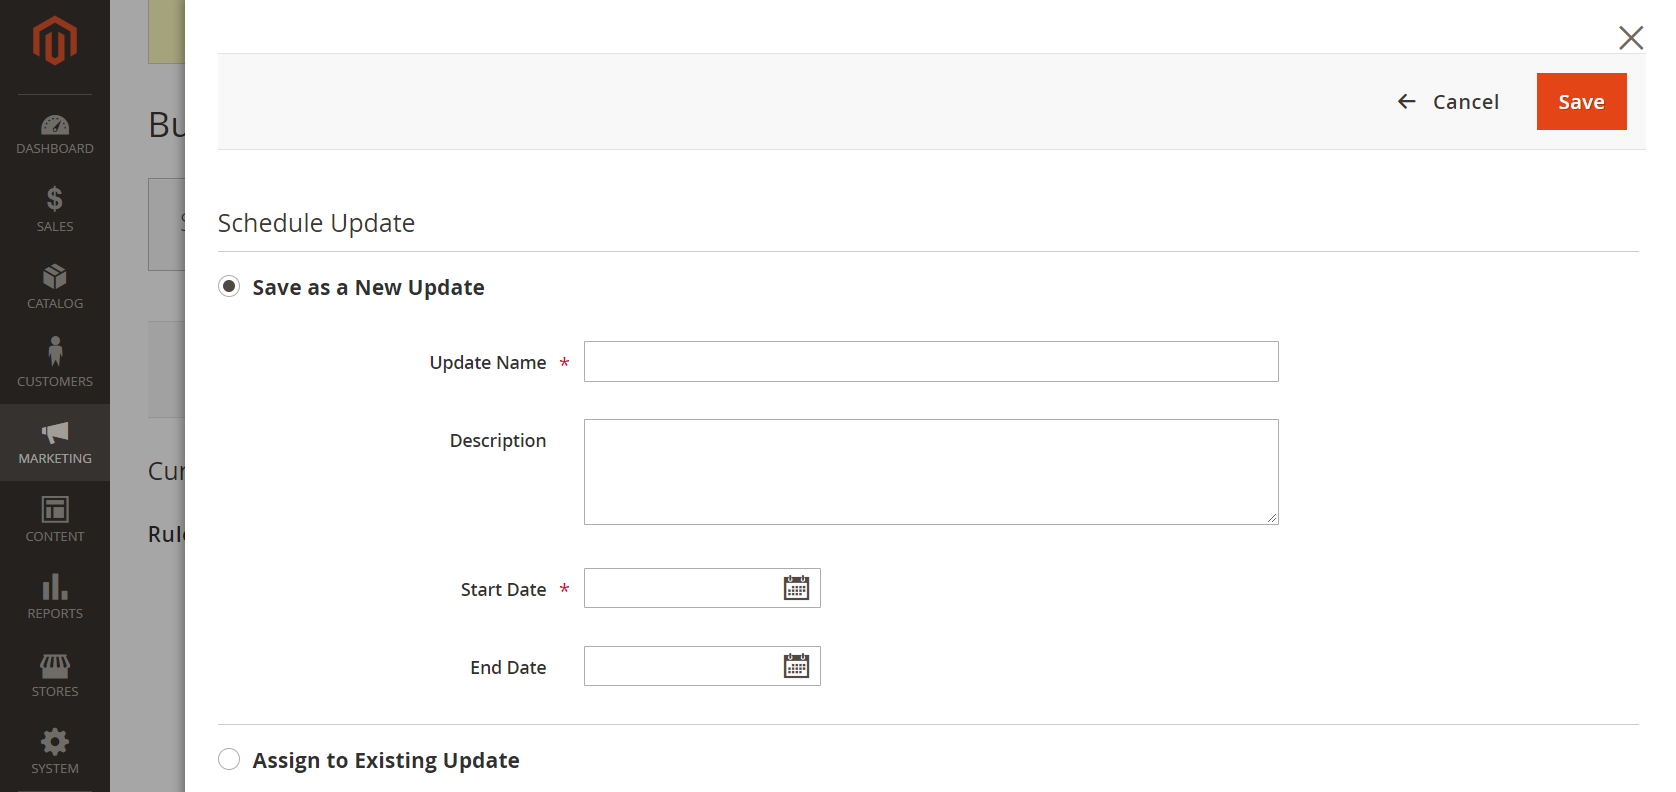 DASHBOARD
SALES
CATALOG
CUSTOMERS
MARKETING
CONTENT
REPORTS
STORES
SYSTEM
Bu
Cur
Cancel
Save
Schedule Update
Save as a New Update
Update Name *
Description
Start Date *
End Date
Assign to Existing Update